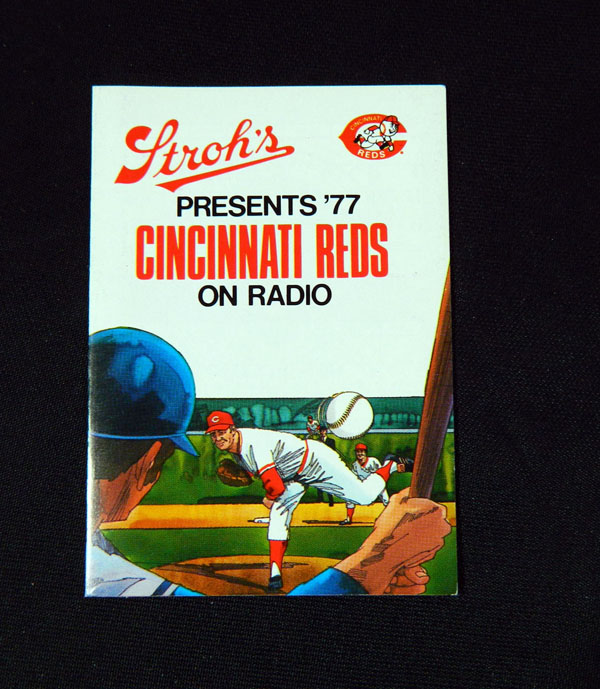 Stroh's
CINCINNATI
REDS
PRESENTS '77
CINCINNATI REDS
ON RADIO
C